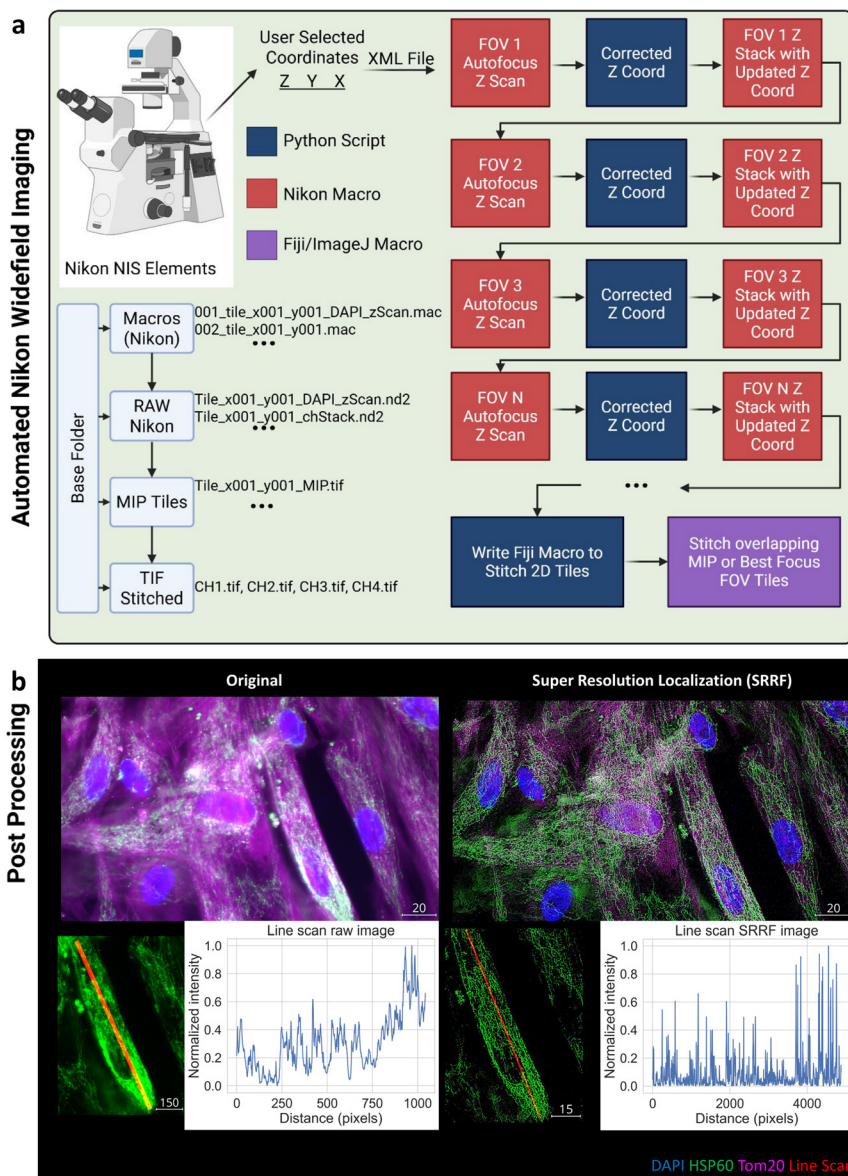 a
Automated Nikon Widefield Imaging
Nikon NIS Elements
User Selected
Coordinates
Z Y X
XML File
Python Script
Nikon Macro
Fiji/ImageJ Macro
FOV 1
Autofocus
Z Scan
Corrected
Z Coord
FOV 1 Z
Stack with
Updated Z
Coord
FOV 2
Autofocus
Z Scan
Corrected
Z Coord
FOV 2 Z
Stack with
Updated Z
Coord
FOV 3
Autofocus
Z Scan
Corrected
Z Coord
FOV 3 Z
Stack with
Updated Z
Coord
FOV N
Autofocus
Z Scan
Corrected
Z Coord
FOV N Z
Stack with
Updated Z
Coord
•••
Write Fiji Macro to
Stitch 2D Tiles
Stitch overlapping
MIP or Best Focus
FOV Tiles
Base Folder
Macros
(Nikon)
001_tile_x001_y001_DAPI_zScan.mac
002_tile_x001_y001.mac
•••
RAW
Nikon
Tile_x001_y001_DAPI_zScan.nd2
Tile_x001_y001_chStack.nd2
•••
MIP Tiles
Tile_x001_y001_MIP.tif
•••
TIF
Stitched
CH1.tif, CH2.tif, CH3.tif, CH4.tif
b
Post Processing
Original
20
Super Resolution Localization (SRRF)
20
150
Line scan raw image
Normalized intensity
1.0
0.8
0.6
0.4
0.2
0.0
0 250 500 750 1000
Distance (pixels)
15
Line scan SRRF image
Normalized intensity
1.0
0.8
0.6
0.4
0.2
0.0
0 2000 4000
Distance (pixels)
DAPI HSP60 Tom20 Line Scan